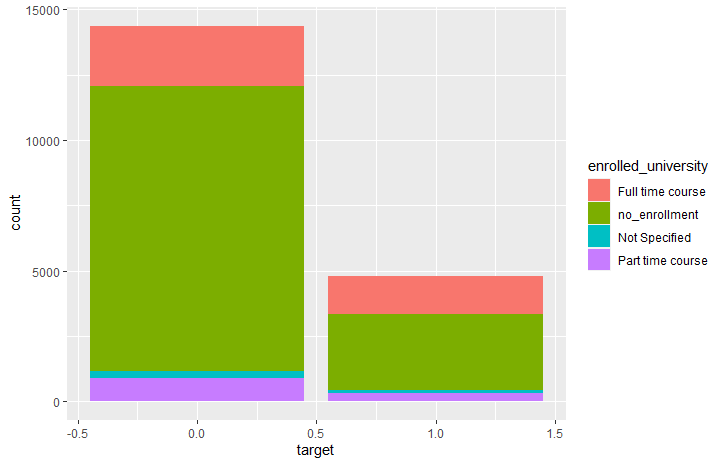 15000
10000
5000
0
count
-0.5
0.0
0.5
1.0
1.5
target
enrolled_university
Full time course
no_enrollment
Not Specified
Part time course